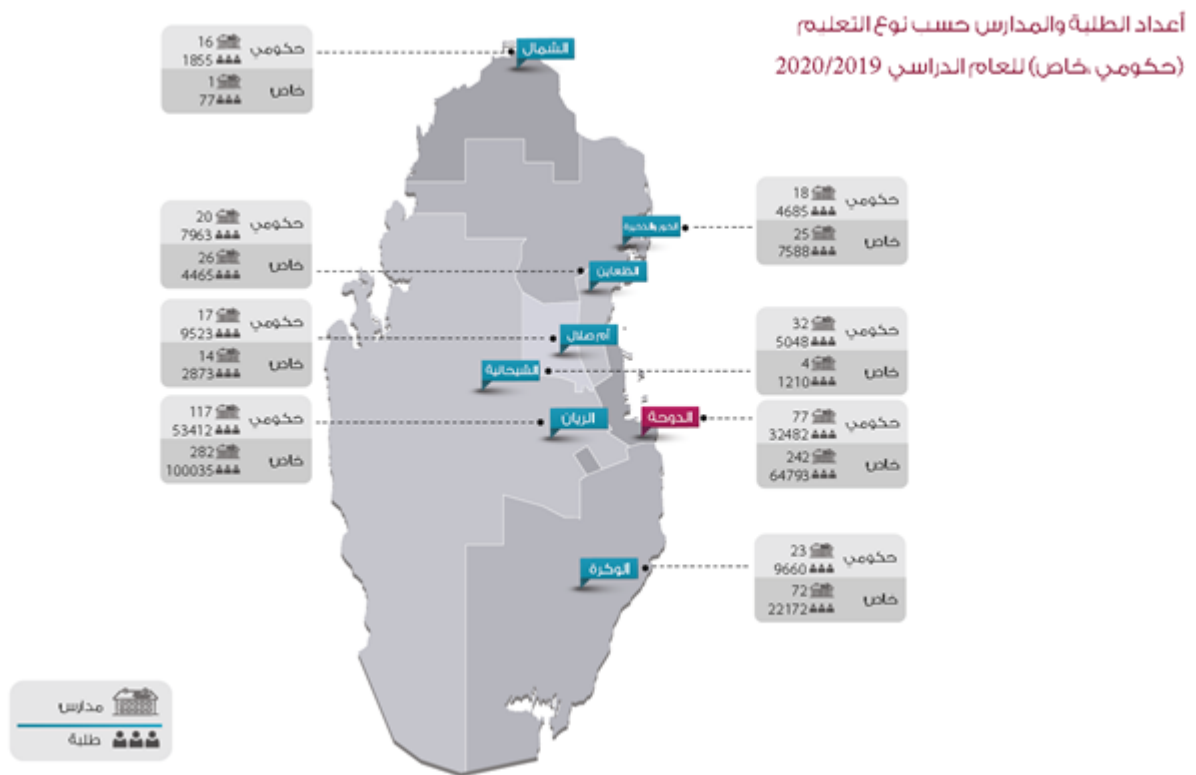 أعداد الطلبة والمدارس حسب نوع التعليم
(حكومي ،خاص) للعام الدراسي 2020/2019
الشمال
حكومي
16
1855
خاص
1
77
الخور والذخيرة
حكومي
18
4685
خاص
25
7588
الظعاين
حكومي
20
7963
خاص
26
4465
أم صلال
حكومي
17
9523
خاص
14
2873
الشيحانية
حكومي
32
5048
خاص
4
1210
الدوحة
حكومي
77
32482
خاص
242
64793
الريان
حكومي
117
53412
خاص
282
100035
الوكرة
حكومي
23
9660
خاص
72
22172
مدارس
طلبة